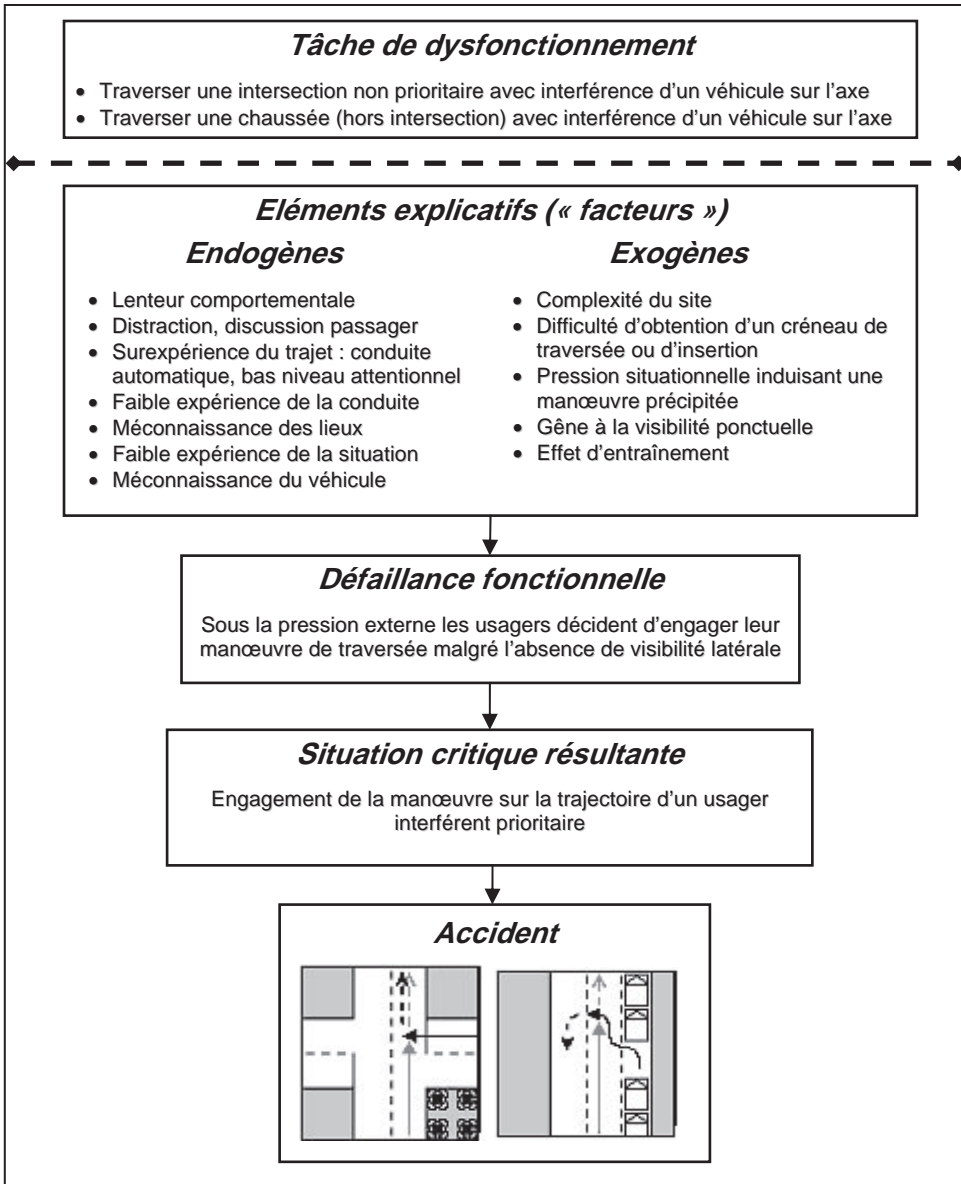 Tâche de dysfonctionnement
• Traverser une intersection non prioritaire avec interférence d’un véhicule sur l’axe
• Traverser une chaussée (hors intersection) avec interférence d’un véhicule sur l’axe
Eléments explicatifs (« facteurs »)
Endogènes
• Lenteur comportementale
• Distraction, discussion passager
• Surexpérience du trajet : conduite
automatique, bas niveau attentionnel
• Faible expérience de la conduite
• Méconnaissance des lieux
• Faible expérience de la situation
• Méconnaissance du véhicule
Exogènes
• Complexité du site
• Difficulté d’obtention d’un créneau de
traversée ou d’insertion
• Pression situationnelle induisant une
manœuvre précipitée
• Gêne à la visibilité ponctuelle
• Effet d’entraînement
Défaillance fonctionnelle
Sous la pression externe les usagers décident d’engager leur
manœuvre de traversée malgré l’absence de visibilité latérale
Situation critique résultante
Engagement de la manœuvre sur la trajectoire d’un usager
interférent prioritaire
Accident